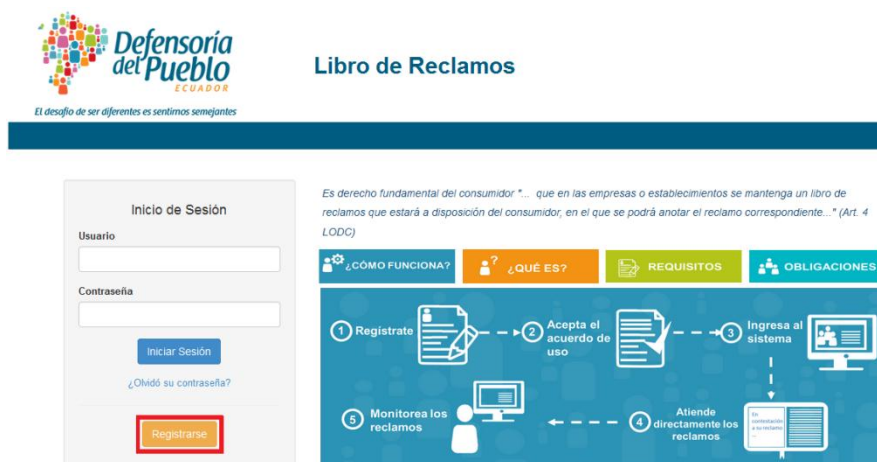 Defensoría
del Pueblo
ECUADOR
El desafío de ser diferentes es sentirnos semejantes
Libro de Reclamos
Inicio de Sesión
Usuario
Contraseña
Iniciar Sesión
¿Olvidó su contraseña?
Registrarse
Es derecho fundamental del consumidor "... que en las empresas o establecimientos se mantenga un libro de
reclamos que estará a disposición del consumidor, en el que se podrá anotar el reclamo correspondiente..." (Art. 4
LODC)
¿CÓMO FUNCIONA?
? ¿QUÉ ES?
REQUISITOS
OBLIGACIONES
1 Regístrate
2 Acepta el
acuerdo de
uso
3 Ingresa al
sistema
4 Atiende
directamente los
reclamos
En
contestación
a su reclamo
...
5 Monitorea los
reclamos